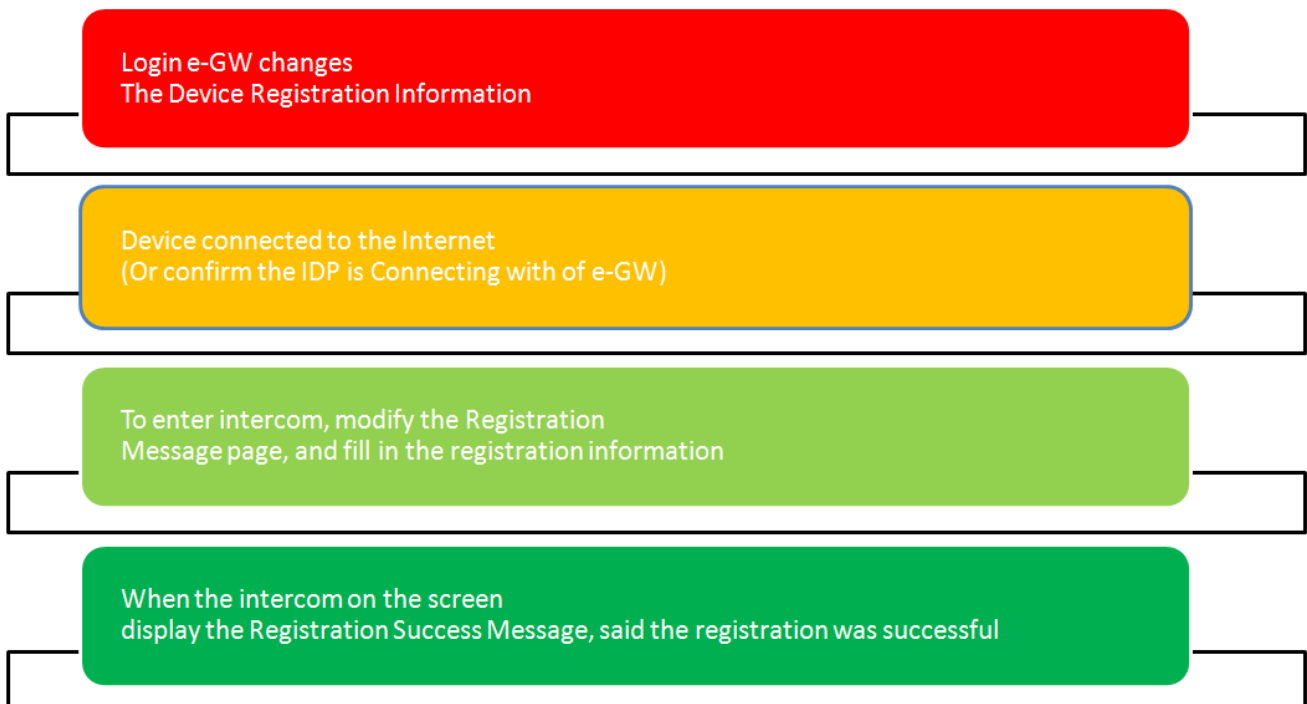 Login e-GW changes
The Device Registration Information
Device connected to the Internet
(Or confirm the IDP is Connecting with of e-GW)
To enter intercom, modify the Registration
Message page, and fill in the registration information
When the intercom on the screen
display the Registration Success Message, said the registration was successful